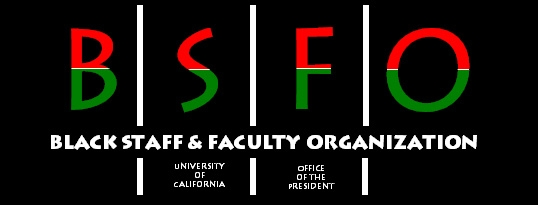 BSFO
BLACK STAFF & FACULTY ORGANIZATION
UNIVERSITY
OF
CALIFORNIA
OFFICE
OF THE
PRESIDENT